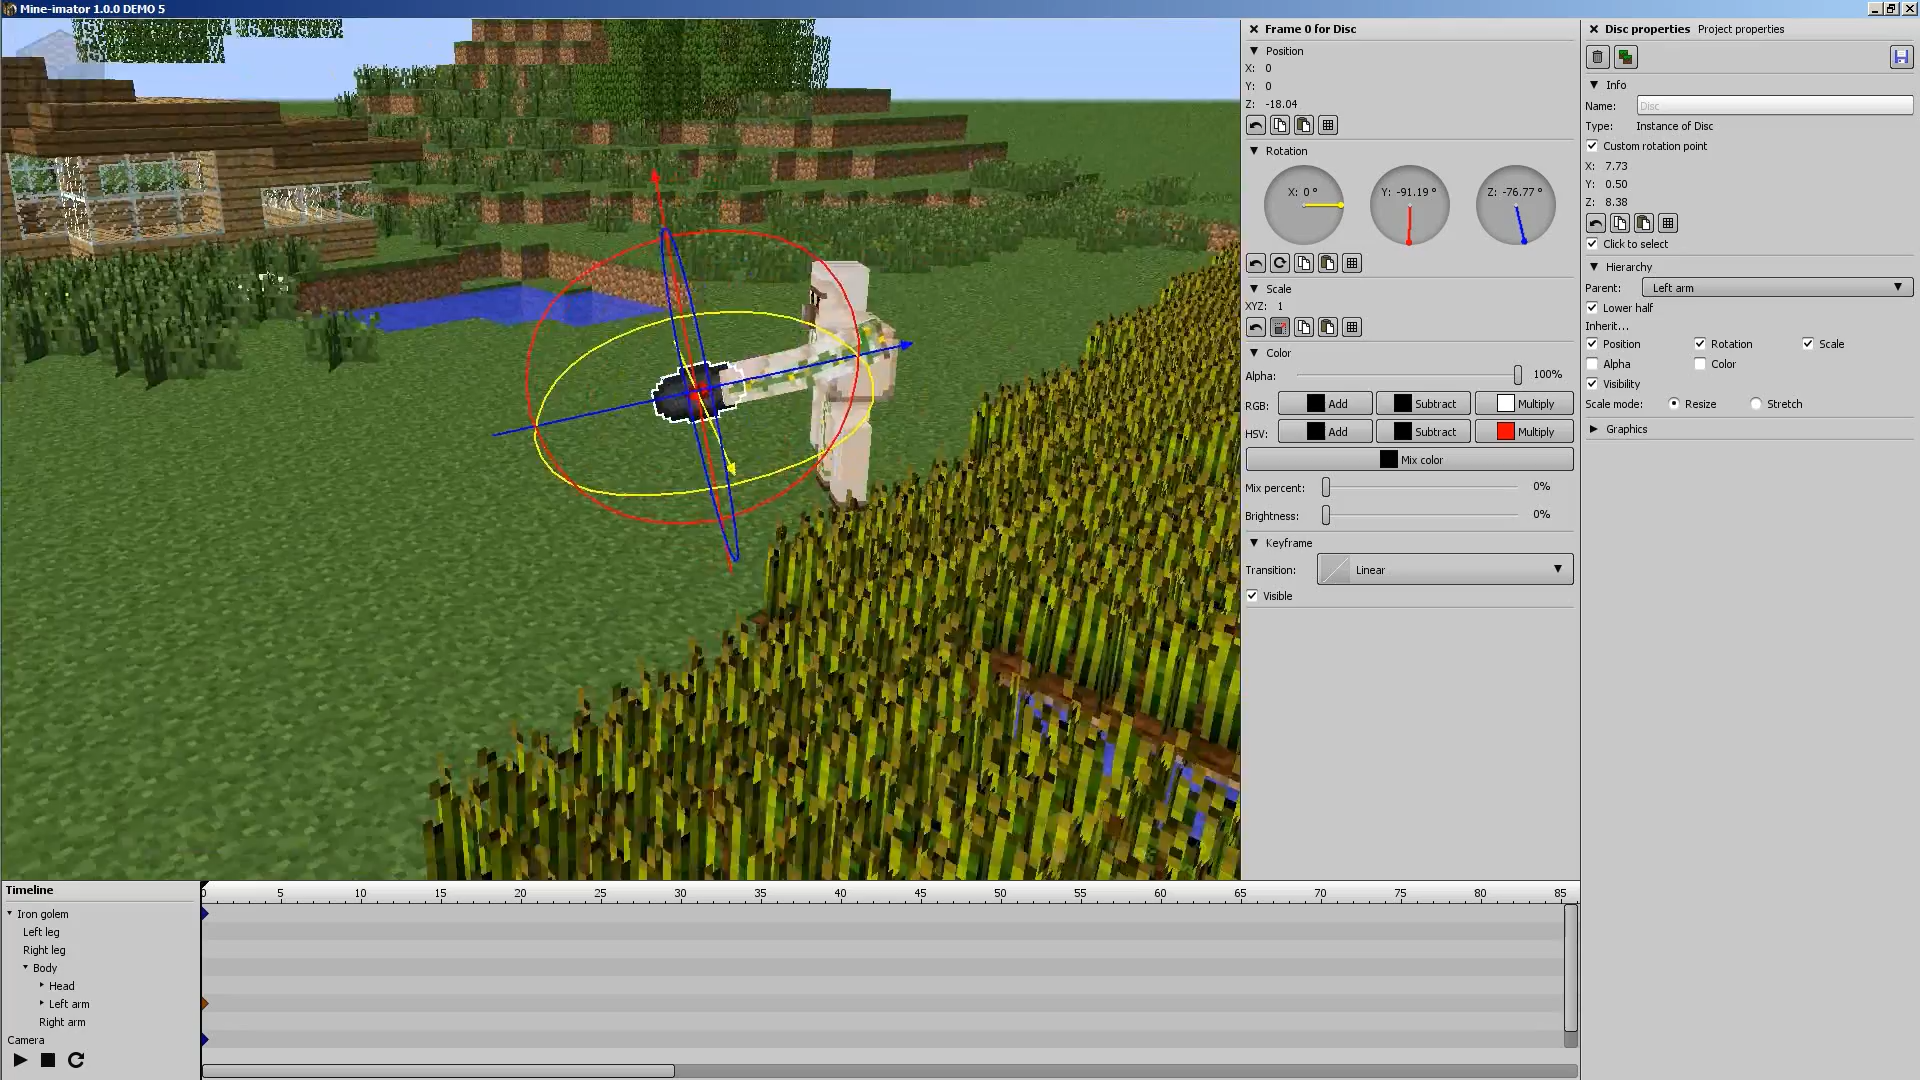 Mine-imator 1.0.0 DEMO 5
Frame 0 for Disc
Position
X: 0
Y: 0
Z: -18.04
Rotation
X: 0 °
Y: -91.19 °
Z: -76.77 °
Scale
XYZ: 1
Color
Alpha: 100%
RGB: Add Subtract Multiply
HSV: Add Subtract Multiply
Mix color
Mix percent: 0%
Brightness: 0%
Keyframe
Transition: Linear
Visible
Disc properties Project properties
Info
Name: Disc
Type: Instance of Disc
Custom rotation point
X: 7.73
Y: 0.50
Z: 8.38
Click to select
Hierarchy
Parent: Left arm
Lower half
Inherit...
Position Rotation Scale
Alpha Color
Visibility
Scale mode: Resize Stretch
Graphics
Timeline
0 5 10 15 20 25 30 35 40 45 50 55 60 65 70 75 80 85
Iron golem
Left leg
Right leg
Body
Head
Left arm
Right arm
Camera